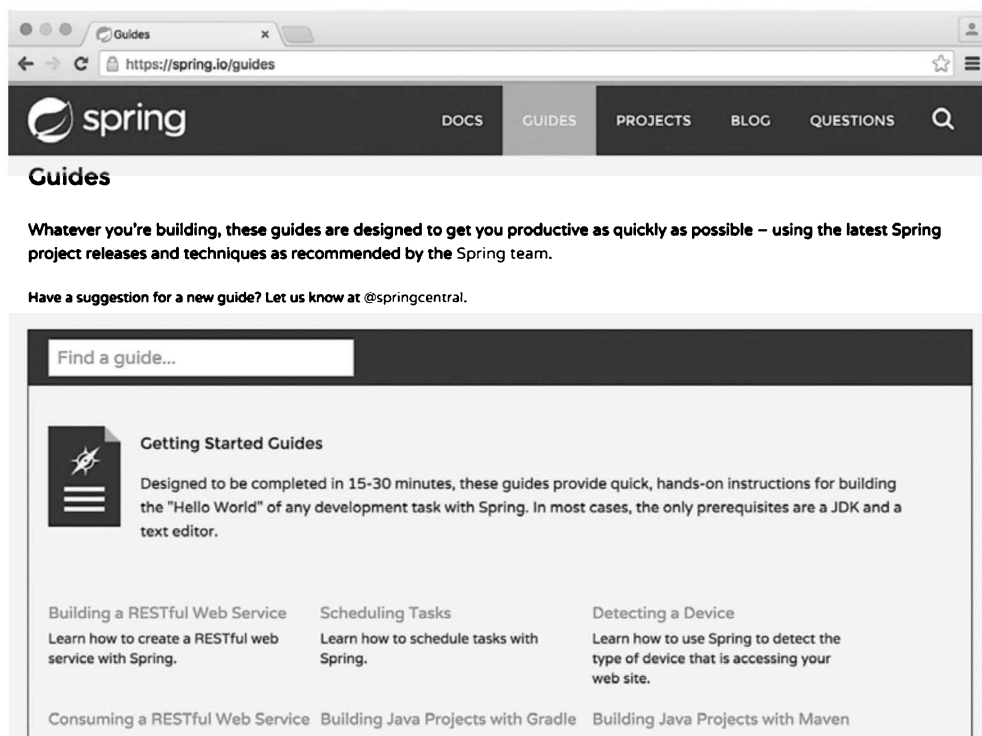 Guides ×
https://spring.io/guides
spring DOCS GUIDES PROJECTS BLOG QUESTIONS
Guides
Whatever you're building, these guides are designed to get you productive as quickly as possible – using the latest Spring
project releases and techniques as recommended by the Spring team.
Have a suggestion for a new guide? Let us know at @springcentral.
Find a guide...
Getting Started Guides
Designed to be completed in 15-30 minutes, these guides provide quick, hands-on instructions for building
the "Hello World" of any development task with Spring. In most cases, the only prerequisites are a JDK and a
text editor.
Building a RESTful Web Service
Learn how to create a RESTful web
service with Spring.
Scheduling Tasks
Learn how to schedule tasks with
Spring.
Detecting a Device
Learn how to use Spring to detect the
type of device that is accessing your
web site.
Consuming a RESTful Web Service
Building Java Projects with Gradle
Building Java Projects with Maven